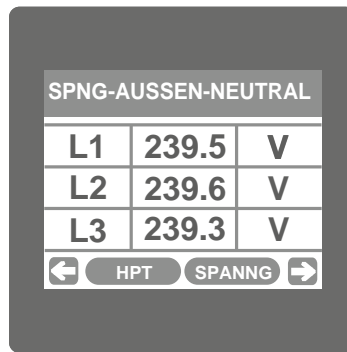 SPNG-AUSSEN-NEUTRAL
L1 239.5 V
L2 239.6 V
L3 239.3 V
HPT SPANNG